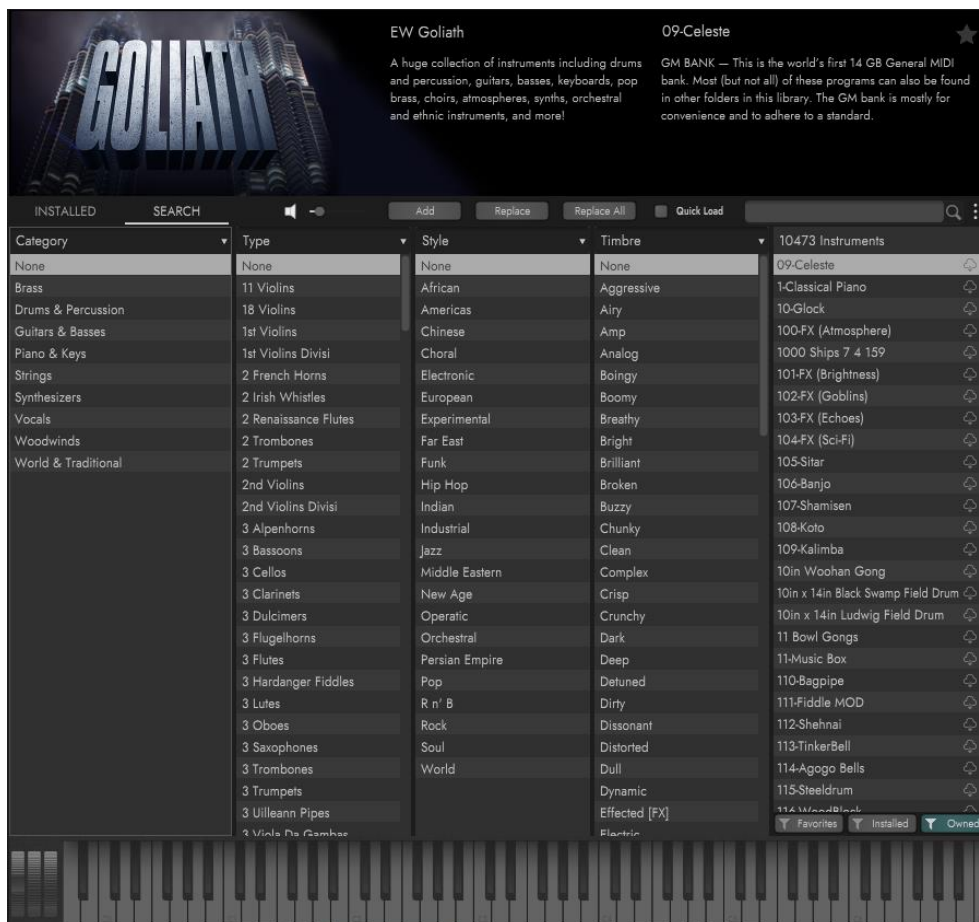 GOLIATH
EW Goliath
A huge collection of instruments including drums
and percussion, guitars, basses, keyboards, pop
brass, choirs, atmospheres, synths, orchestral
and ethnic instruments, and more!
09-Celeste
GM BANK — This is the world's first 14 GB General MIDI
bank. Most (but not all) of these programs can also be found
in other folders in this library. The GM bank is mostly for
convenience and to adhere to a standard.
INSTALLED SEARCH Add Replace Replace All Quick Load
Category
None
Brass
Drums & Percussion
Guitars & Basses
Piano & Keys
Strings
Synthesizers
Vocals
Woodwinds
World & Traditional
Type
None
11 Violins
18 Violins
1st Violins
1st Violins Divisi
2 French Horns
2 Irish Whistles
2 Renaissance Flutes
2 Trombones
2 Trumpets
2nd Violins
2nd Violins Divisi
3 Alpenhorns
3 Bassoons
3 Cellos
3 Clarinets
3 Dulcimers
3 Flugelhorns
3 Flutes
3 Hardanger Fiddles
3 Lutes
3 Oboes
3 Saxophones
3 Trombones
3 Trumpets
3 Uilleann Pipes
3 Viola Da Gambas
Style
None
African
Americas
Chinese
Choral
Electronic
European
Experimental
Far East
Funk
Hip Hop
Indian
Industrial
Jazz
Middle Eastern
New Age
Operatic
Orchestral
Persian Empire
Pop
R n' B
Rock
Soul
World
Timbre
None
Aggressive
Airy
Amp
Analog
Boingy
Boomy
Breathy
Bright
Brilliant
Broken
Buzzy
Chunky
Clean
Complex
Crisp
Crunchy
Dark
Deep
Detuned
Dirty
Dissonant
Distorted
Dull
Dynamic
Effected [FX]
Electric
10473 Instruments
09-Celeste
1-Classical Piano
10-Glock
100-FX (Atmosphere)
1000 Ships 7 4 159
101-FX (Brightness)
102-FX (Goblins)
103-FX (Echoes)
104-FX (Sci-Fi)
105-Sitar
106-Banjo
107-Shamisen
108-Koto
109-Kalimba
10in Woohan Gong
10in x 14in Black Swamp Field Drum
10in x 14in Ludwig Field Drum
11 Bowl Gongs
11-Music Box
110-Bagpipe
111-Fiddle MOD
112-Shehnai
113-TinkerBell
114-Agogo Bells
115-Steeldrum
116-WoodBlock
Favorites Installed Owned